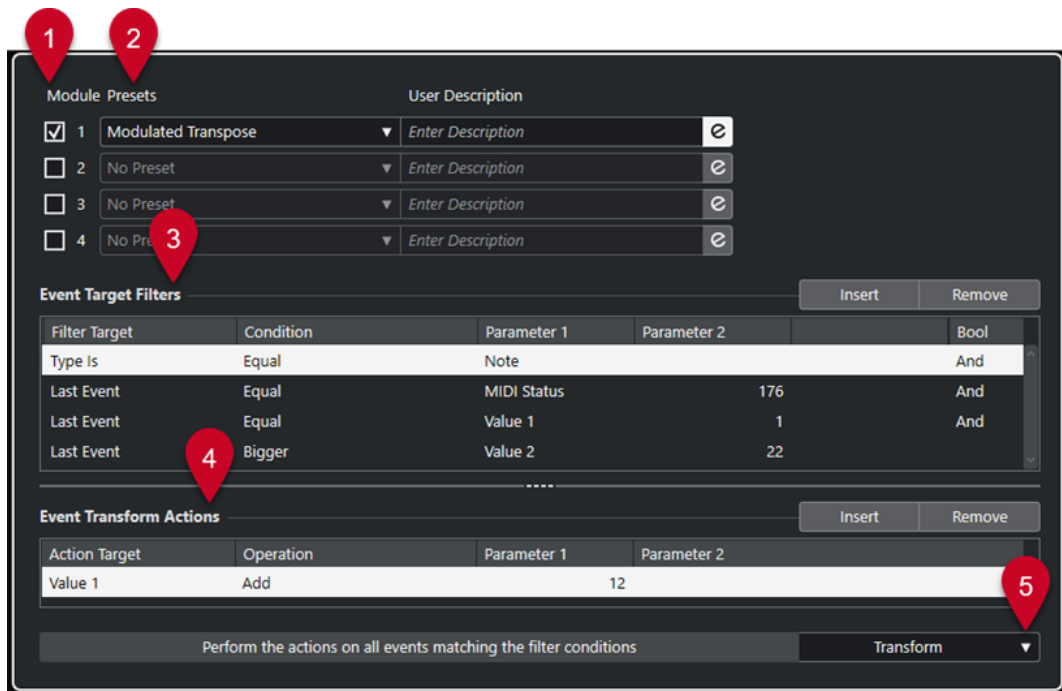 1 2
Module Presets User Description
1 Modulated Transpose Enter Description e
2 No Preset Enter Description e
3 No Preset Enter Description e
4 No Pre Enter Description e
3
Event Target Filters Insert Remove
Filter Target Condition Parameter 1 Parameter 2 Bool
Type Is Equal Note And
Last Event Equal MIDI Status 176 And
Last Event Equal Value 1 1 And
Last Event Bigger Value 2 22
4
Event Transform Actions Insert Remove
Action Target Operation Parameter 1 Parameter 2
Value 1 Add 12
5
Perform the actions on all events matching the filter conditions Transform